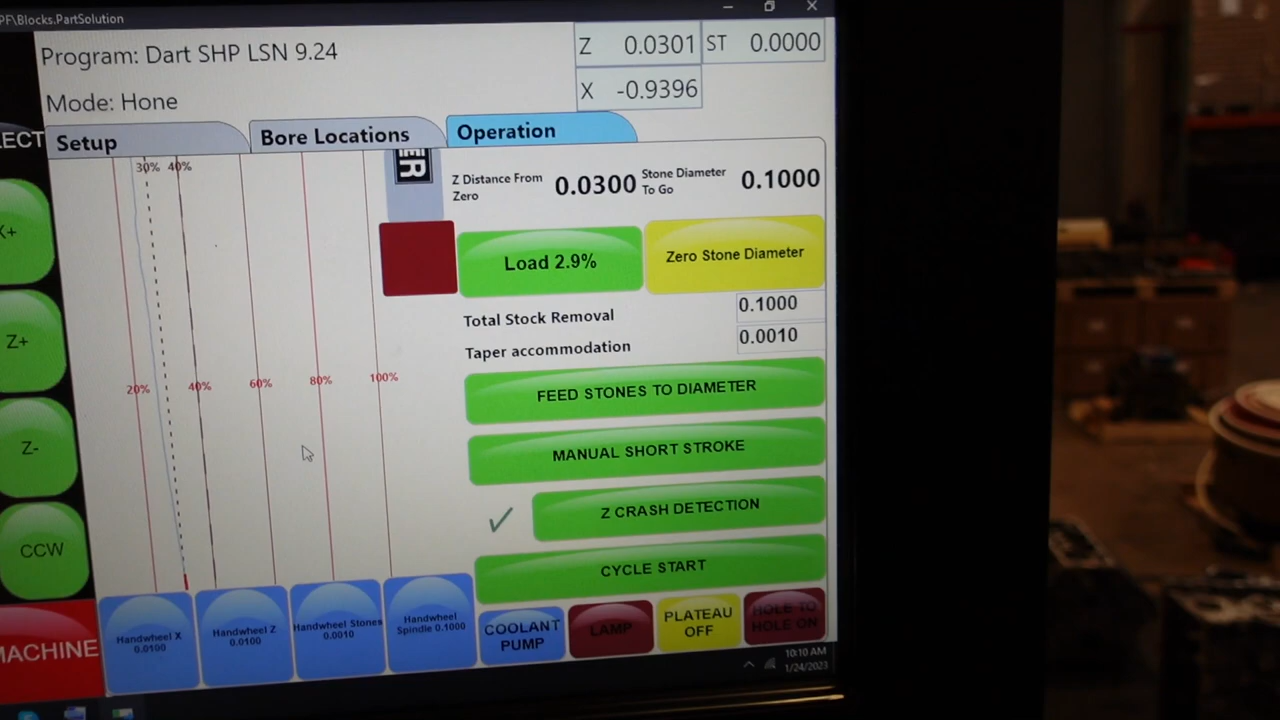 PF\Blocks.PartSolution
Program: Dart SHP LSN 9.24
Z 0.0301 ST 0.0000
Mode: Hone
X -0.9396
Setup
Bore Locations
Operation
30% 40%
Z Distance From Zero
0.0300
Stone Diameter To Go
0.1000
Load 2.9%
Zero Stone Diameter
Total Stock Removal
0.1000
Taper accommodation
0.0010
20% 40% 60% 80% 100%
FEED STONES TO DIAMETER
MANUAL SHORT STROKE
Z CRASH DETECTION
CYCLE START
Z+
Z-
CCW
MACHINE
Handwheel X
0.0100
Handwheel Z
0.0100
Handwheel Stones
0.0010
Handwheel
Spindle 0.1000
COOLANT
PUMP
LAMP
PLATEAU
OFF
HOLE TO
HOLE ON
10:10 AM
1/24/2023